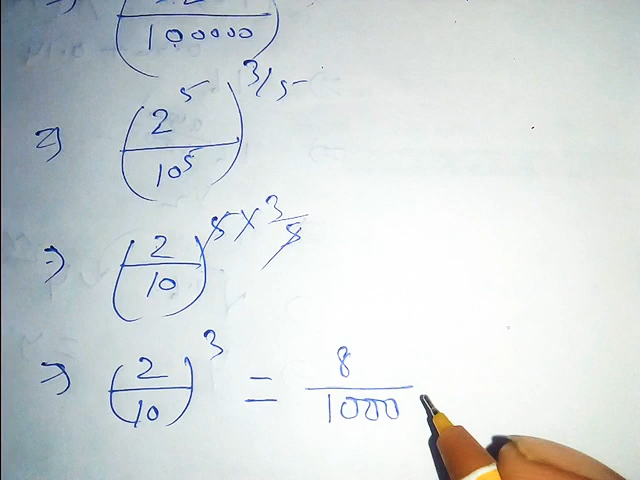 ⇒ ( /100000)
⇒ (2^5/10^5)^3/5
⇒ (2/10)^5×3/5
⇒ (2/10)^3 = 8/1000